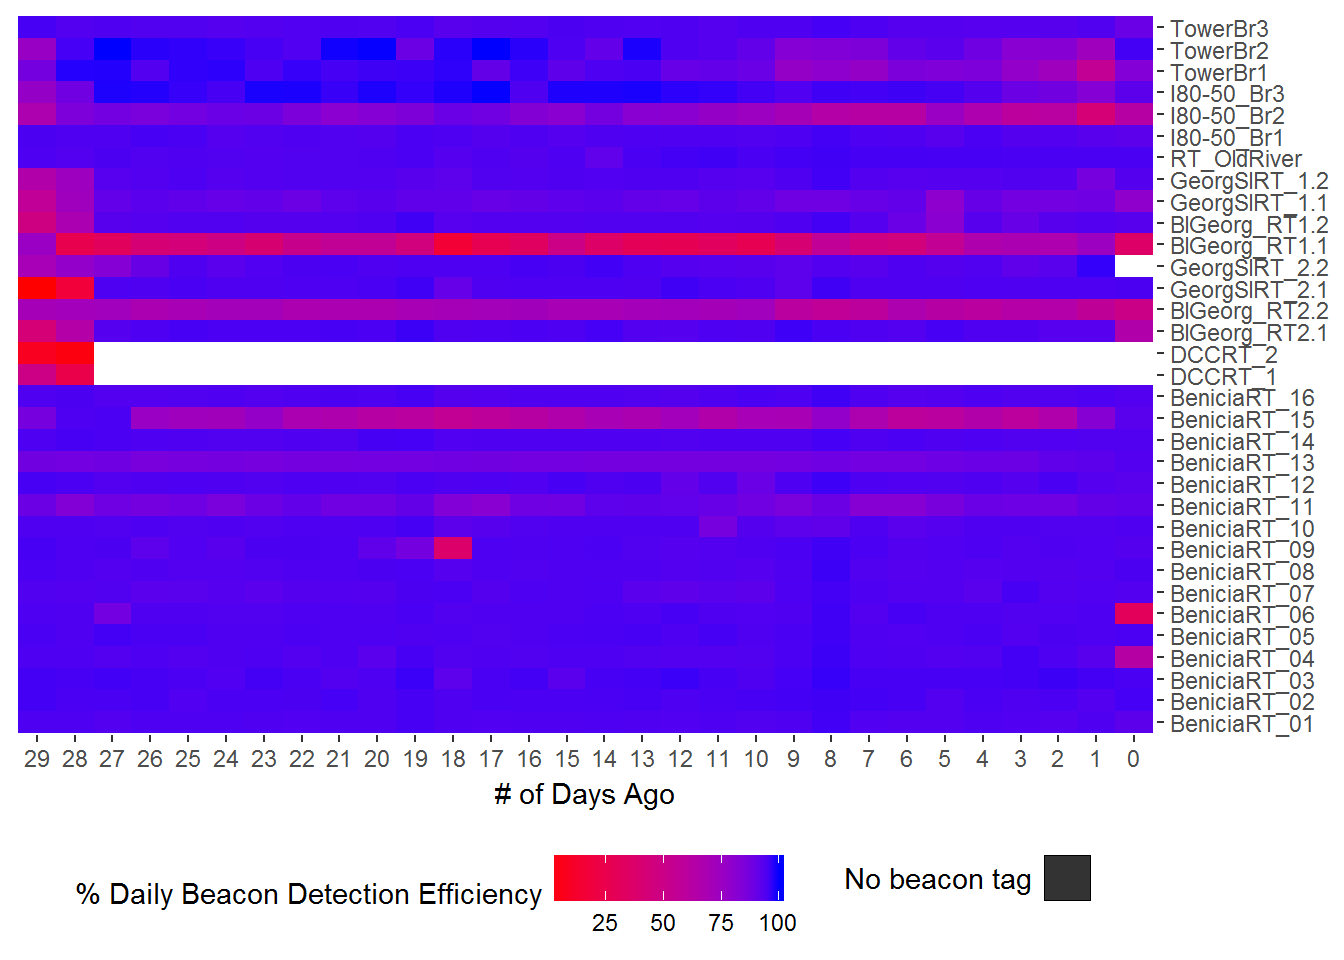 TowerBr3
TowerBr2
TowerBr1
I80-50_Br3
I80-50_Br2
I80-50_Br1
RT_OldRiver
GeorgSlRT_1.2
GeorgSlRT_1.1
BlGeorg_RT1.2
BlGeorg_RT1.1
GeorgSlRT_2.2
GeorgSlRT_2.1
BlGeorg_RT2.2
BlGeorg_RT2.1
DCCRT_2
DCCRT_1
BeniciaRT_16
BeniciaRT_15
BeniciaRT_14
BeniciaRT_13
BeniciaRT_12
BeniciaRT_11
BeniciaRT_10
BeniciaRT_09
BeniciaRT_08
BeniciaRT_07
BeniciaRT_06
BeniciaRT_05
BeniciaRT_04
BeniciaRT_03
BeniciaRT_02
BeniciaRT_01
29 28 27 26 25 24 23 22 21 20 19 18 17 16 15 14 13 12 11 10 9 8 7 6 5 4 3 2 1 0
# of Days Ago
% Daily Beacon Detection Efficiency
25 50 75 100
No beacon tag